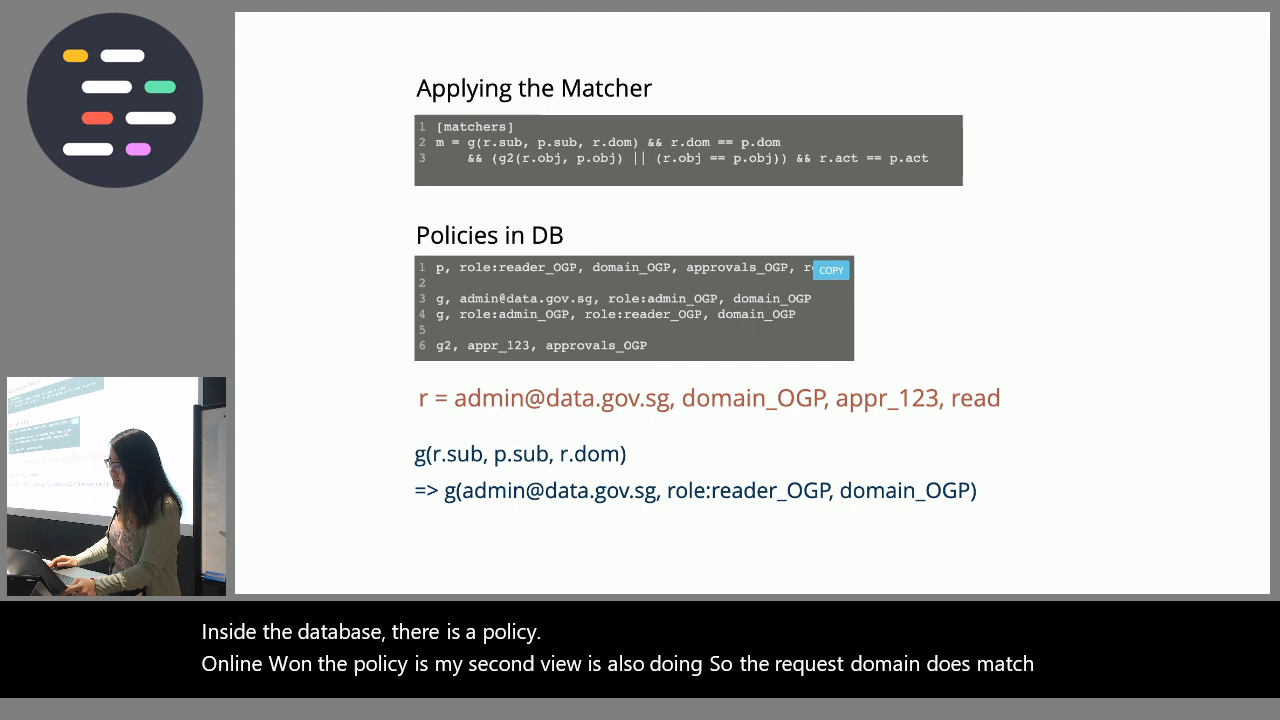 Applying the Matcher
1 [matchers]
2 m = g(r.sub, p.sub, r.dom) && r.dom == p.dom
3 && (g2(r.obj, p.obj) || (r.obj == p.obj)) && r.act == p.act
Policies in DB
1 p, role:reader_OGP, domain_OGP, approvals_OGP,
COPY
2
3 g, admin@data.gov.sg, role:admin_OGP, domain_OGP
4 g, role:admin_OGP, role:reader_OGP, domain_OGP
5
6 g2, appr_123, approvals_OGP
r = admin@data.gov.sg, domain_OGP, appr_123, read
g(r.sub, p.sub, r.dom)
=> g(admin@data.gov.sg, role:reader_OGP, domain_OGP)
Inside the database, there is a policy.
Online Won the policy is my second view is also doing So the request domain does match